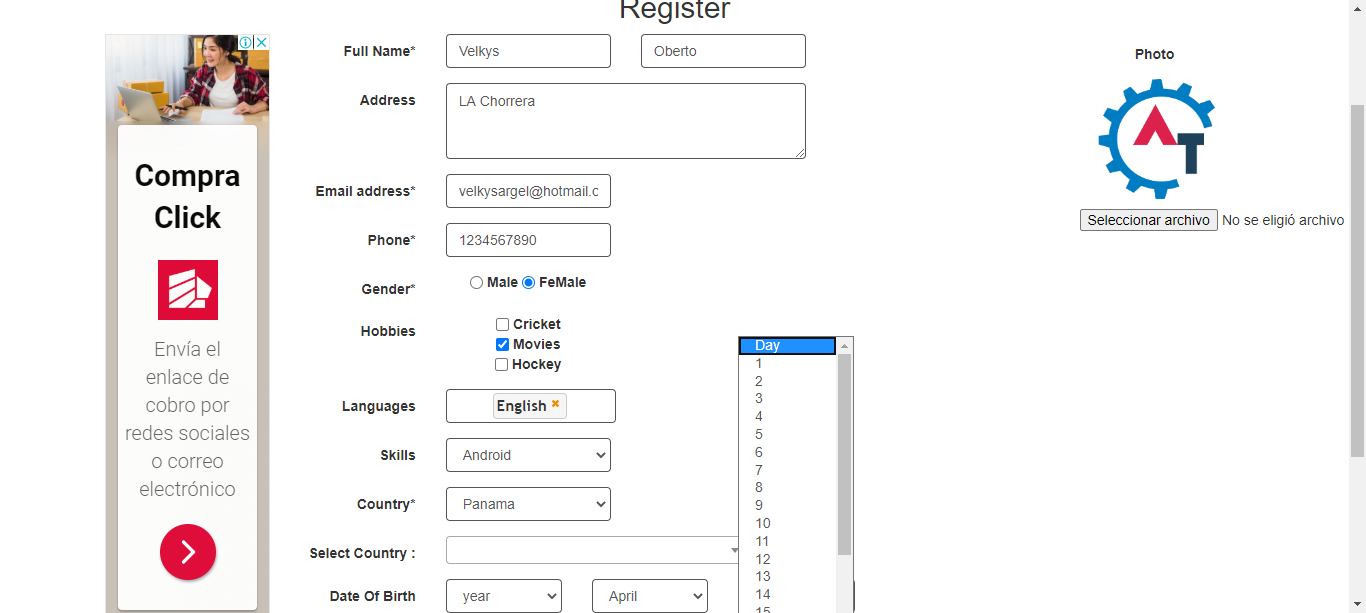 Register
Full Name*
Velkys
Oberto
Photo
Address
LA Chorrera
Compra
Click
AT
Email address*
velkysargel@hotmail.c
Seleccionar archivo No se eligió archivo
Phone*
1234567890
Gender*
Male FeMale
Hobbies
Cricket
Movies
Hockey
Envía el
enlace de
cobro por
redes sociales
o correo
electrónico
Languages
English
Skills
Android
Country*
Panama
Select Country :
Date Of Birth
year
April
Day
1
2
3
4
5
6
7
8
9
10
11
12
13
14
15